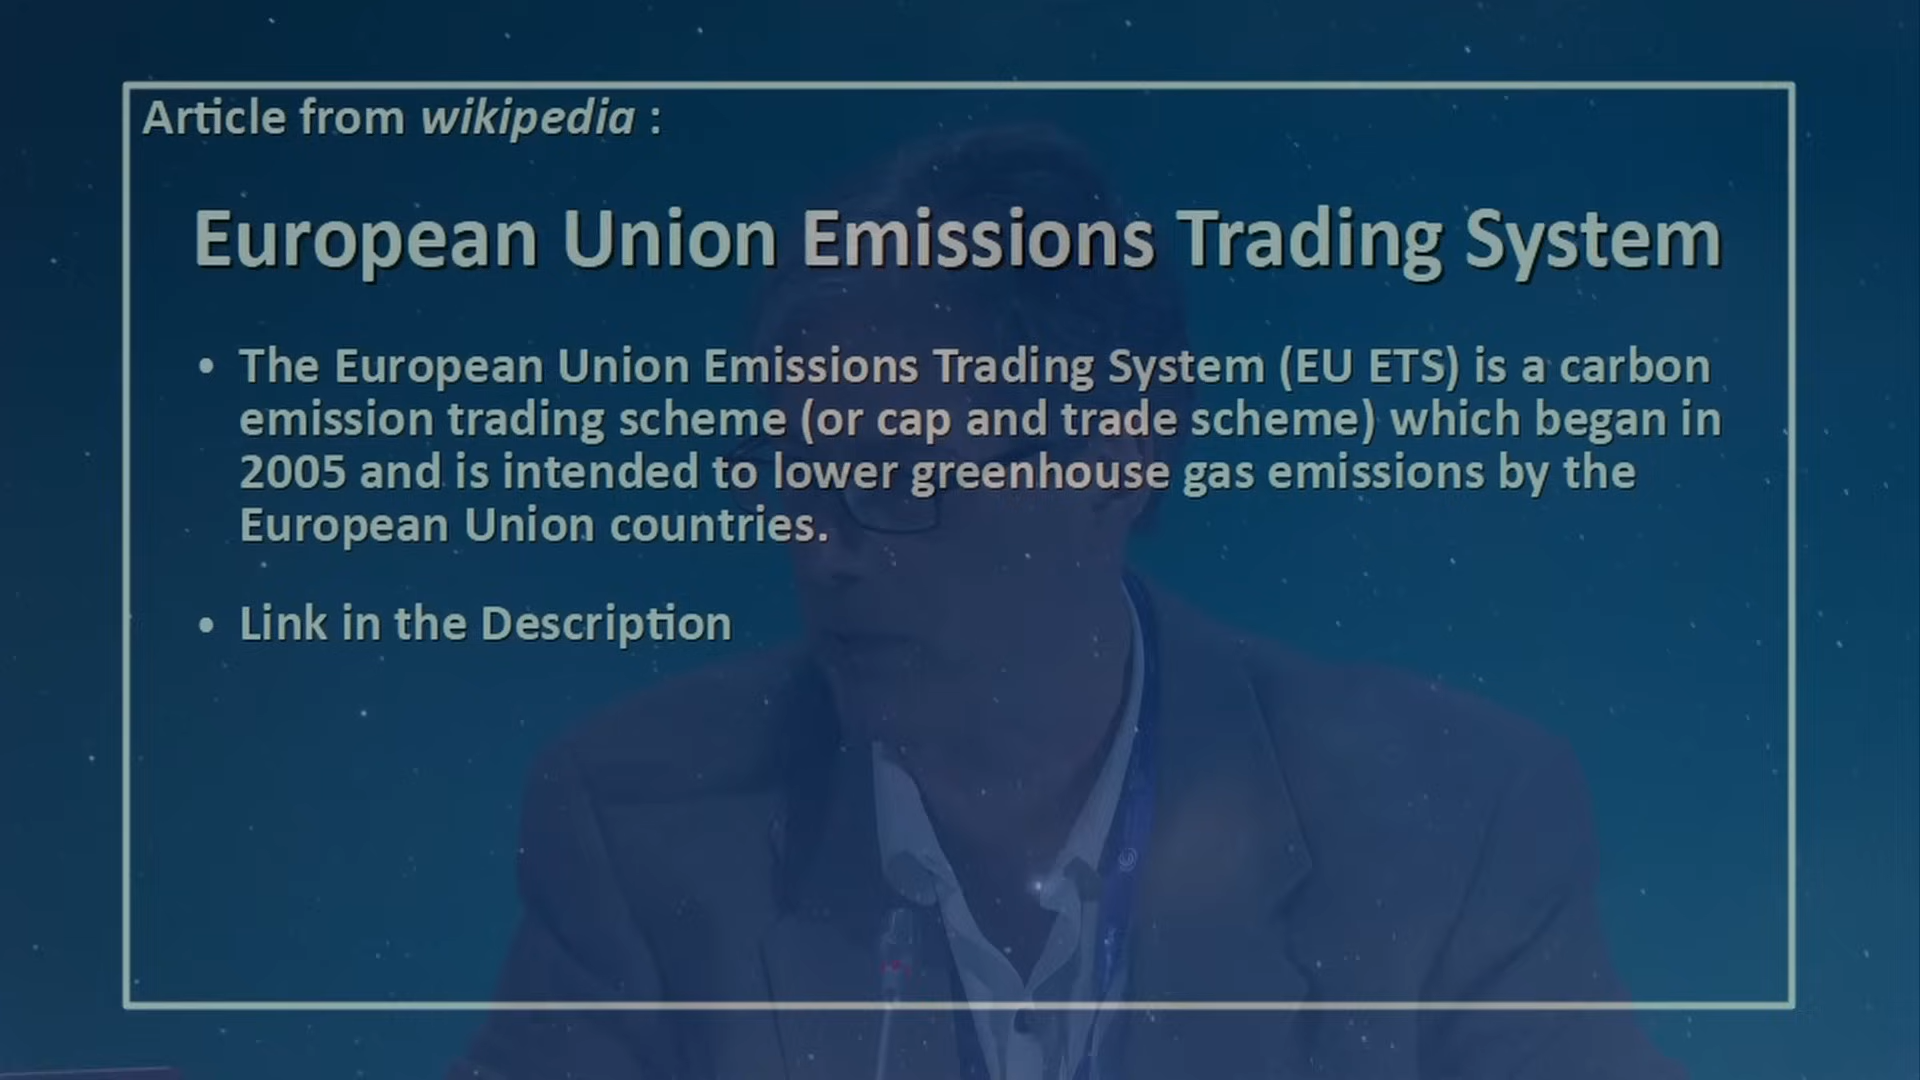 Article from wikipedia :
European Union Emissions Trading System
• The European Union Emissions Trading System (EU ETS) is a carbon
emission trading scheme (or cap and trade scheme) which began in
2005 and is intended to lower greenhouse gas emissions by the
European Union countries.
• Link in the Description